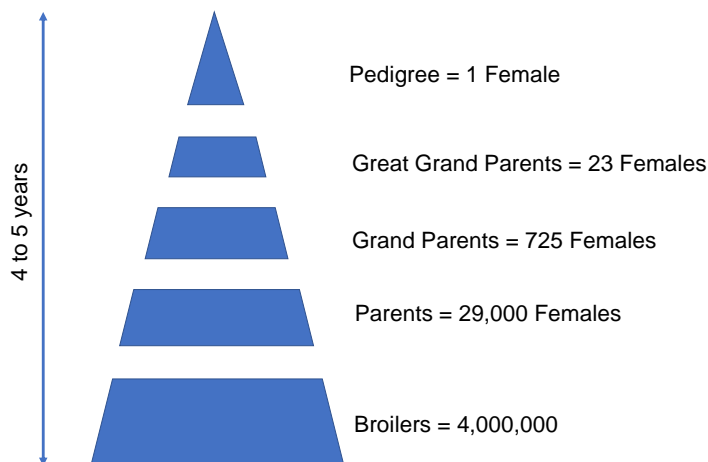 Pedigree = 1 Female
Great Grand Parents = 23 Females
4 to 5 years
Grand Parents = 725 Females
Parents = 29,000 Females
Broilers = 4,000,000